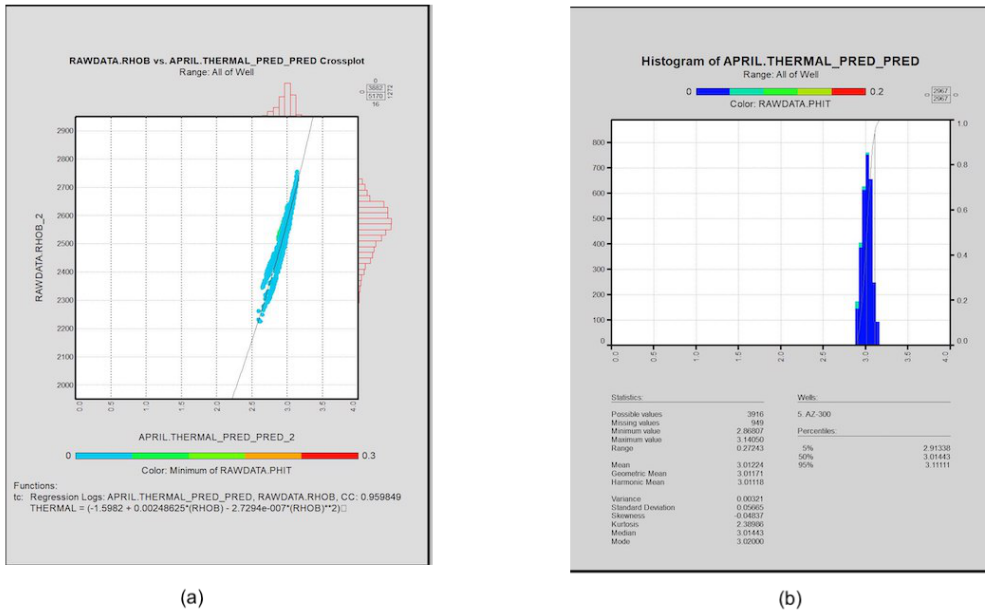 RAWDATA.RHOB vs. APRIL.THERMAL_PRED_PRED Crossplot
Range: All of Well
0
3682
5170
1272
16
2900
2800
2700
2600
2500
2400
2300
2200
2100
2000
RAWDATA.RHOB_2
0.0 0.5 1.0 1.5 2.0 2.5 3.0 3.5 4.0
APRIL.THERMAL_PRED_PRED_2
0 0.3
Color: Minimum of RAWDATA.PHIT
Functions:
tc: Regression Logs: APRIL.THERMAL_PRED_PRED, RAWDATA.RHOB, CC: 0.959849
THERMAL = (-1.5982 + 0.00248625*(RHOB) - 2.7294e-007*(RHOB)**2)□
(a)
Histogram of APRIL.THERMAL_PRED_PRED
Range: All of Well
0 0.2
Color: RAWDATA.PHIT
0 2967 0
2967
800
700
600
500
400
300
200
100
0
1.0
0.8
0.6
0.4
0.2
0.0
0.0 0.5 1.0 1.5 2.0 2.5 3.0 3.5 4.0
Statistics:
Possible values 3916
Missing values 949
Minimum value 2.86807
Maximum value 3.14050
Range 0.27243
Mean 3.01224
Geometric Mean 3.01171
Harmonic Mean 3.01118
Variance 0.00321
Standard Deviation 0.05665
Skewness -0.04837
Kurtosis 2.38986
Median 3.01443
Mode 3.02000
Wells:
5. AZ-300
Percentiles:
5% 2.91338
50% 3.01443
95% 3.11111
(b)